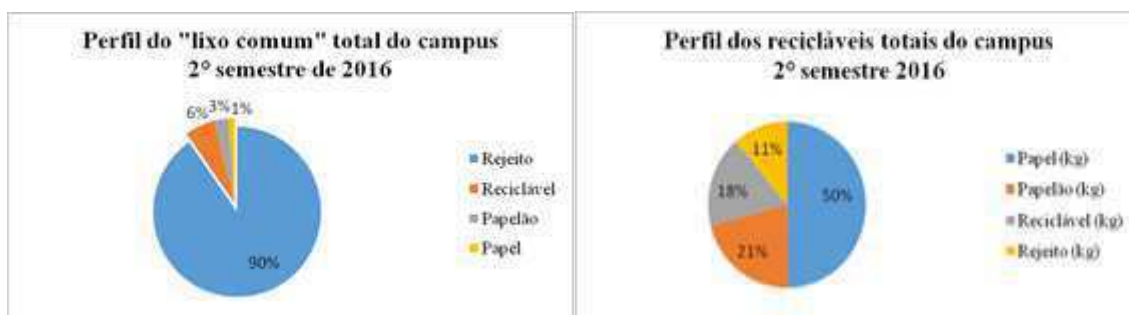 Perfil do "lixo comum" total do campus
2° semestre de 2016
6%
3%
1%
90%
Rejeito
Reciclável
Papelão
Papel
Perfil dos recicláveis totais do campus
2° semestre 2016
11%
18%
50%
21%
Papel (kg)
Papelão (kg)
Reciclável (kg)
Rejeito (kg)